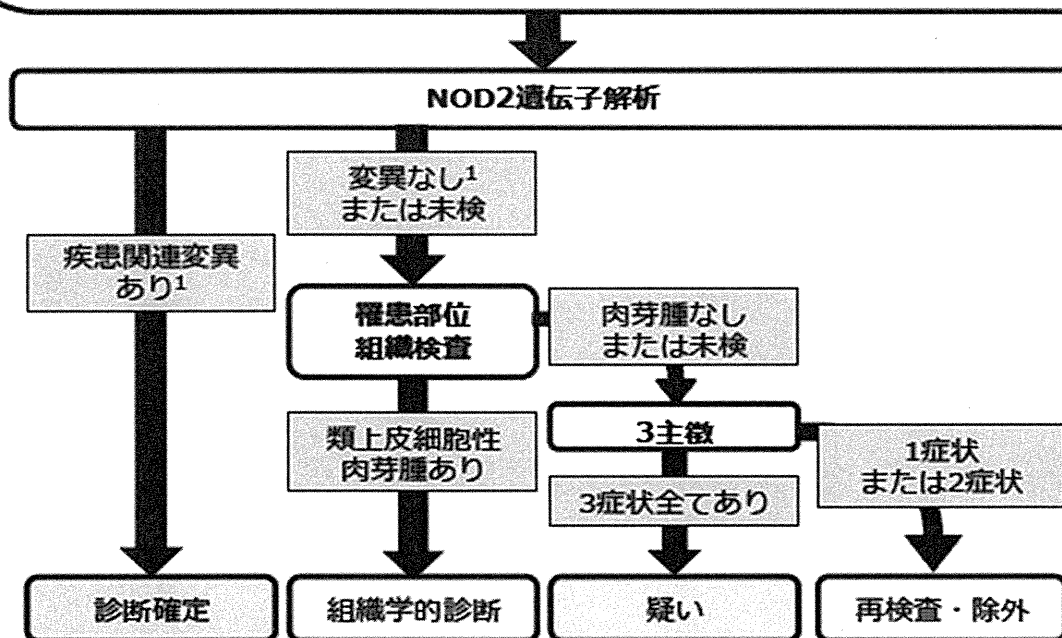 NOD2遺伝子解析
変異なし1
または未検
疾患関連変異
あり1
罹患部位
組織検査
肉芽腫なし
または未検
3主徴
類上皮細胞性
肉芽腫あり
1症状
または2症状
3症状全てあり
診断確定
組織学的診断
疑い
再検査・除外